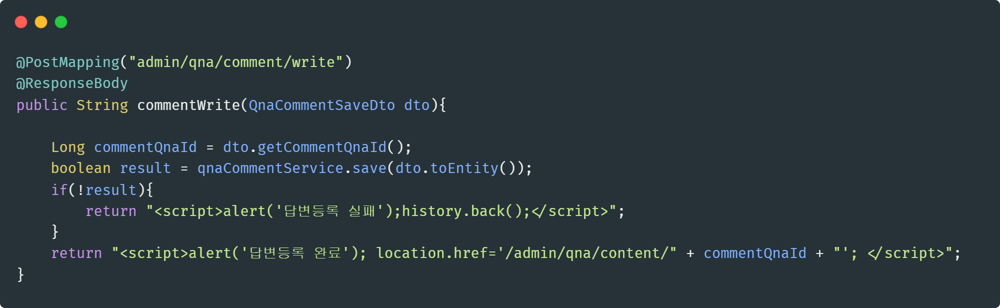 @PostMapping("admin/qna/comment/write")
@ResponseBody
public String commentWrite(QnaCommentSaveDto dto){
    Long commentQnaId = dto.getCommentQnaId();
    boolean result = qnaCommentService.save(dto.toEntity());
    if(!result){
        return "<script>alert('답변등록 실패');history.back();</script>";
    }
    return "<script>alert('답변등록 완료'); location.href='/admin/qna/content/" + commentQnaId + "'; </script>";
}